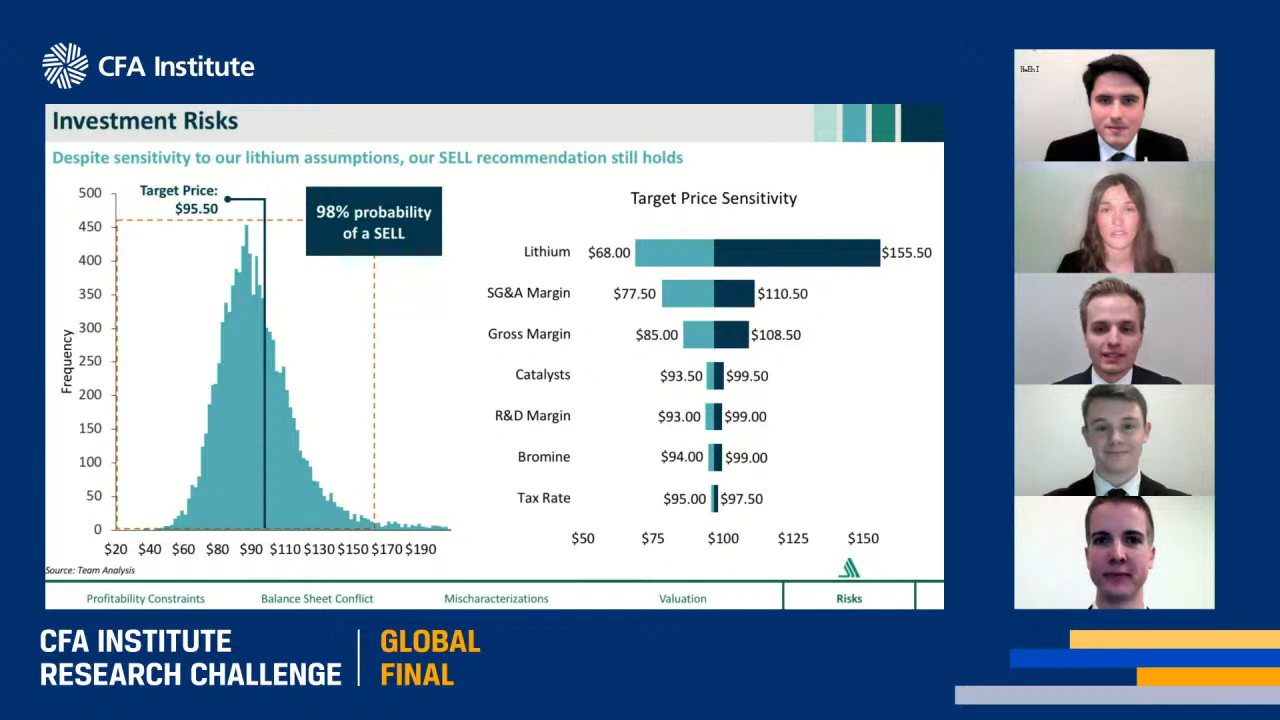 CFA Institute
Investment Risks
Despite sensitivity to our lithium assumptions, our SELL recommendation still holds
500
450
400
350
300
250
200
150
100
50
0
Frequency
Target Price:
$95.50
98% probability
of a SELL
$20 $40 $60 $80 $90 $110 $130 $150 $170 $190
Source: Team Analysis
Target Price Sensitivity
Lithium $68.00 $155.50
SG&A Margin $77.50 $110.50
Gross Margin $85.00 $108.50
Catalysts $93.50 $99.50
R&D Margin $93.00 $99.00
Bromine $94.00 $99.00
Tax Rate $95.00 $97.50
$50 $75 $100 $125 $150
Profitability Constraints Balance Sheet Conflict Mischaracterizations Valuation Risks
CFA INSTITUTE
RESEARCH CHALLENGE
GLOBAL
FINAL